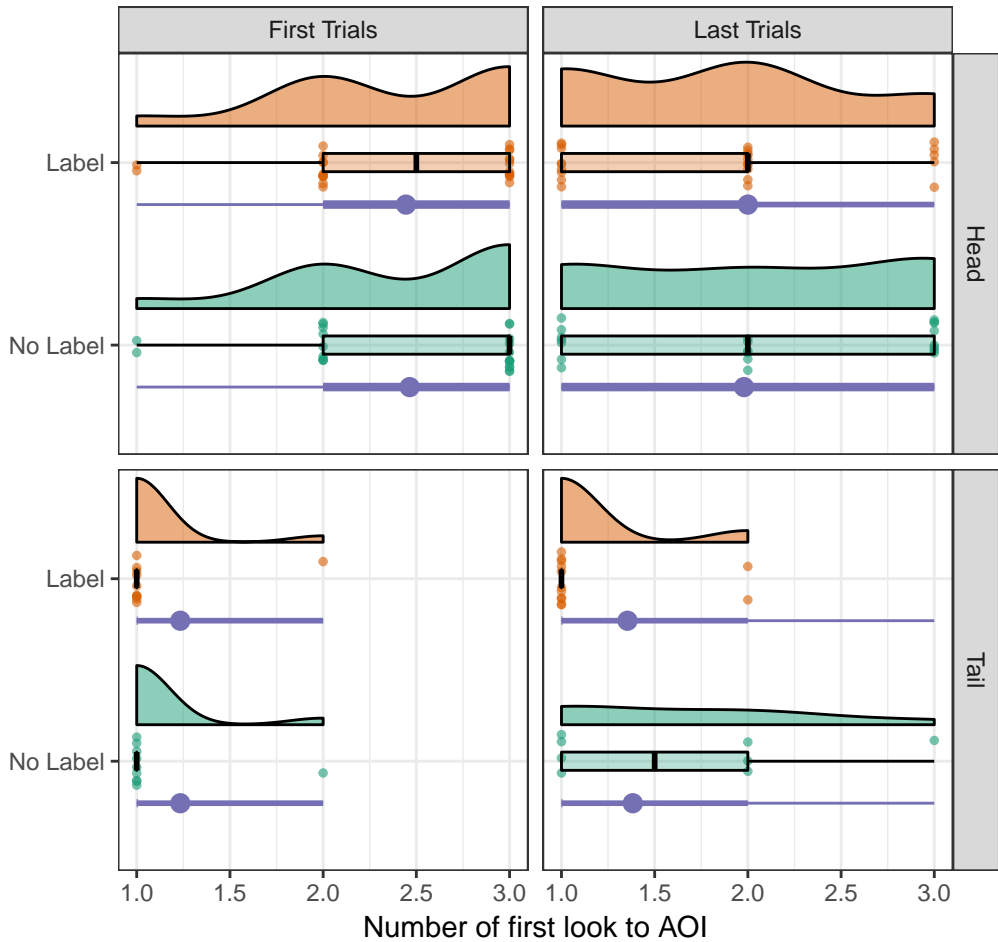 First Trials
Last Trials
Label
No Label
Head
Label
No Label
Tail
1.0 1.5 2.0 2.5 3.0
1.0 1.5 2.0 2.5 3.0
Number of first look to AOI